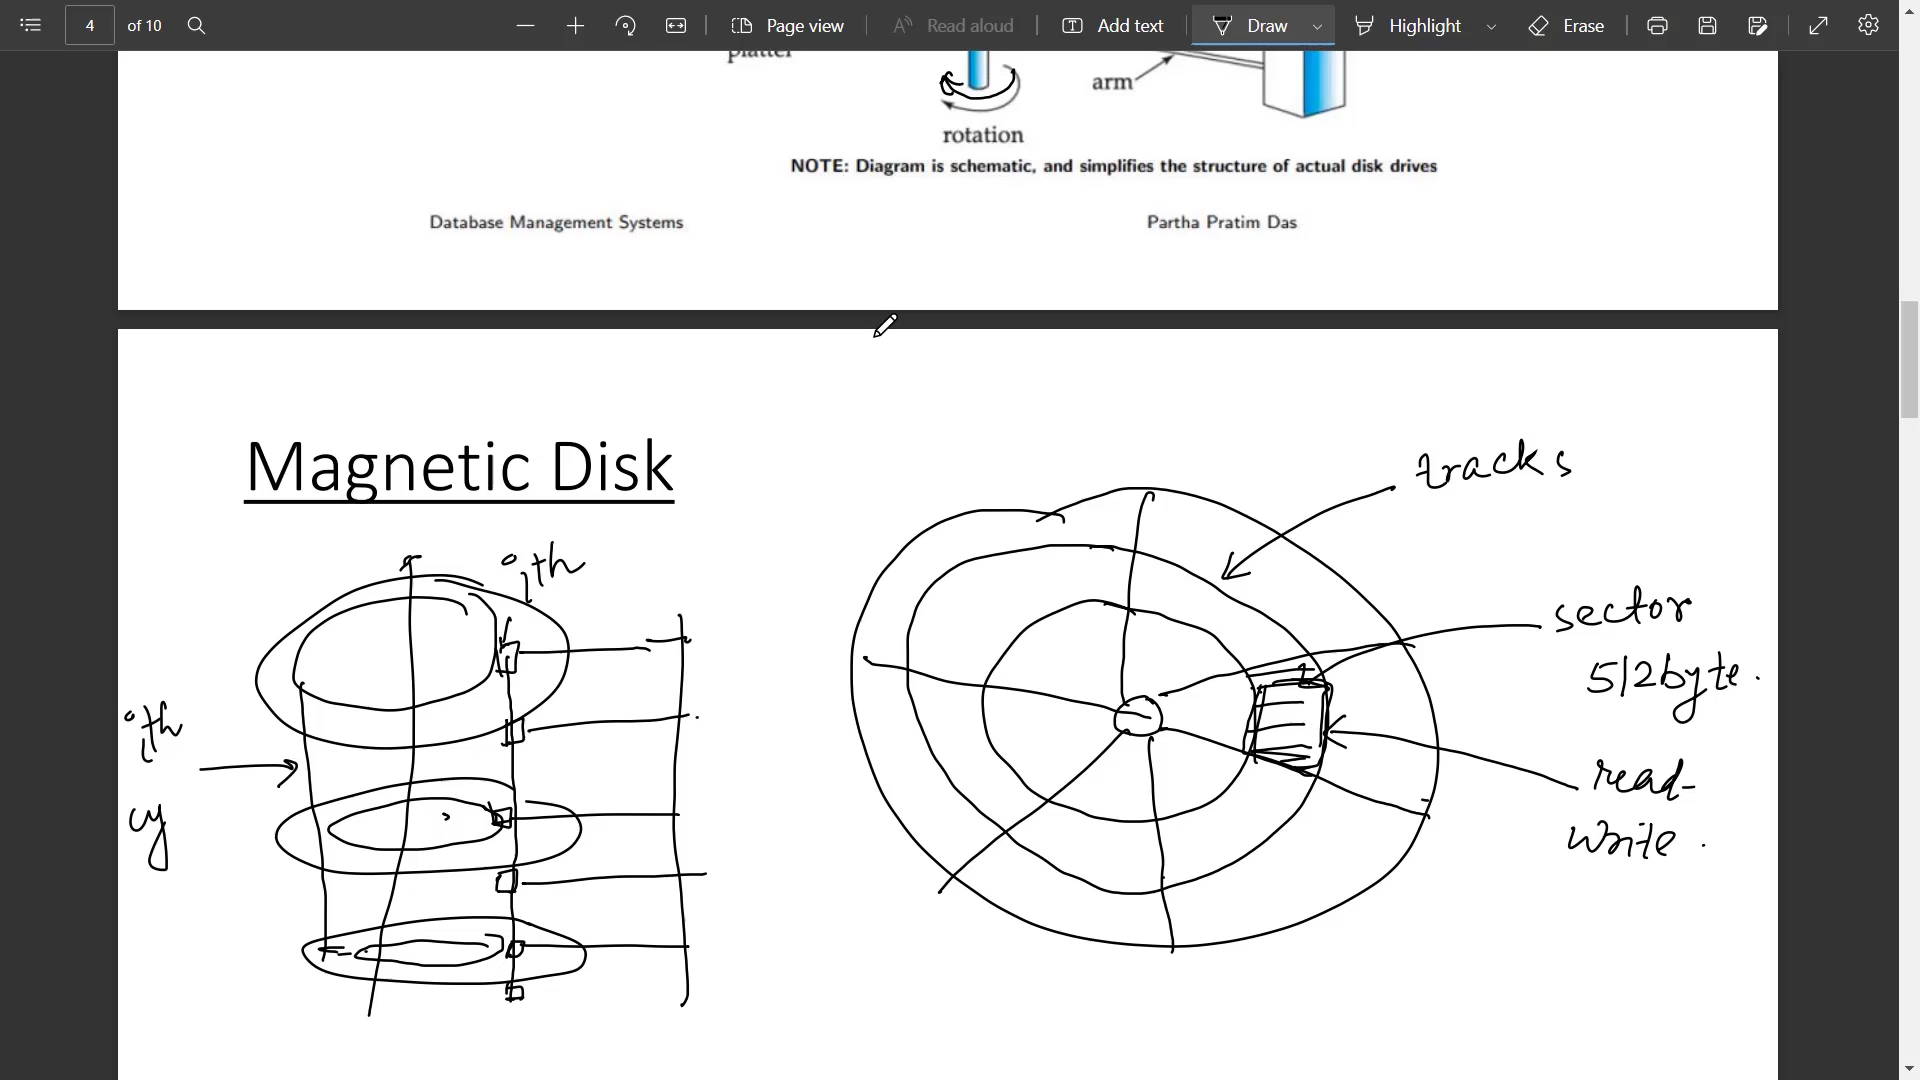 4 of 10 Page view Read aloud Add text Draw Highlight Erase
platter
arm
rotation
NOTE: Diagram is schematic, and simplifies the structure of actual disk drives
Database Management Systems Partha Pratim Das
Magnetic Disk
tracks
ith
sector
512byte.
ith
cy
read-
write.